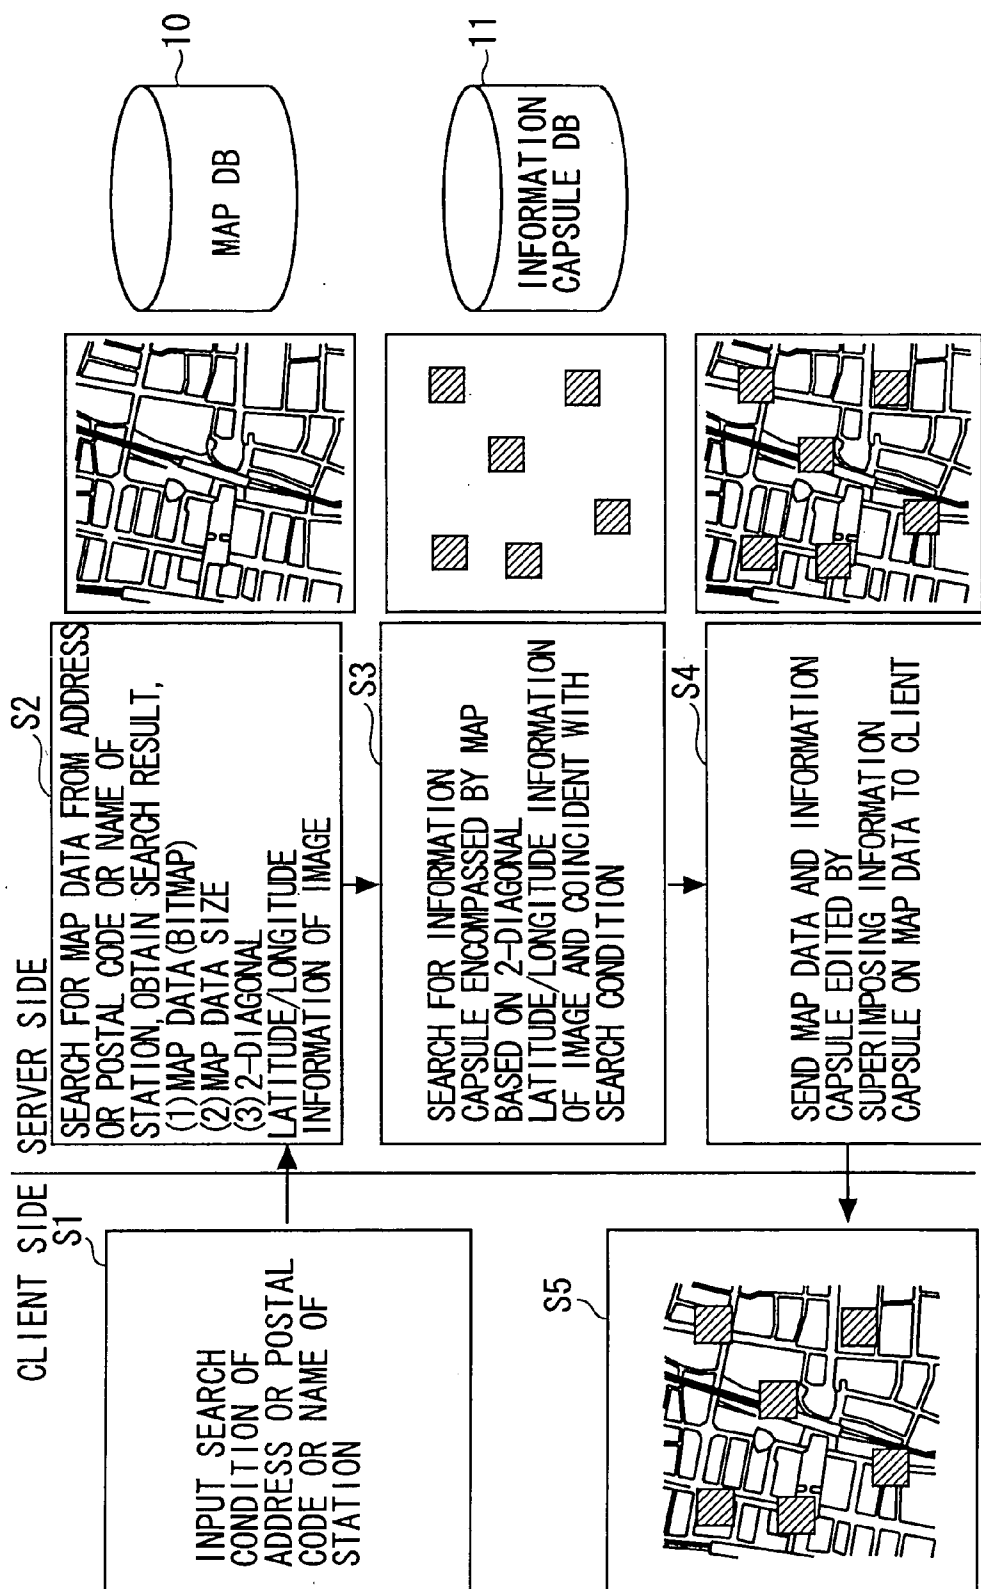 CLIENT SIDE
SERVER SIDE
S1
INPUT SEARCH
CONDITION OF
ADDRESS OR POSTAL
CODE OR NAME OF
STATION
S2
SEARCH FOR MAP DATA FROM ADDRESS
OR POSTAL CODE OR NAME OF
STATION,OBTAIN SEARCH RESULT,
(1)MAP DATA(BITMAP)
(2)MAP DATA SIZE
(3)2-DIAGONAL
LATITUDE/LONGITUDE
INFORMATION OF IMAGE
MAP DB
10
S3
SEARCH FOR INFORMATION
CAPSULE ENCOMPASSED BY MAP
BASED ON 2-DIAGONAL
LATITUDE/LONGITUDE INFORMATION
OF IMAGE AND COINCIDENT WITH
SEARCH CONDITION
INFORMATION
CAPSULE DB
11
S4
SEND MAP DATA AND INFORMATION
CAPSULE EDITED BY
SUPERIMPOSING INFORMATION
CAPSULE ON MAP DATA TO CLIENT
S5